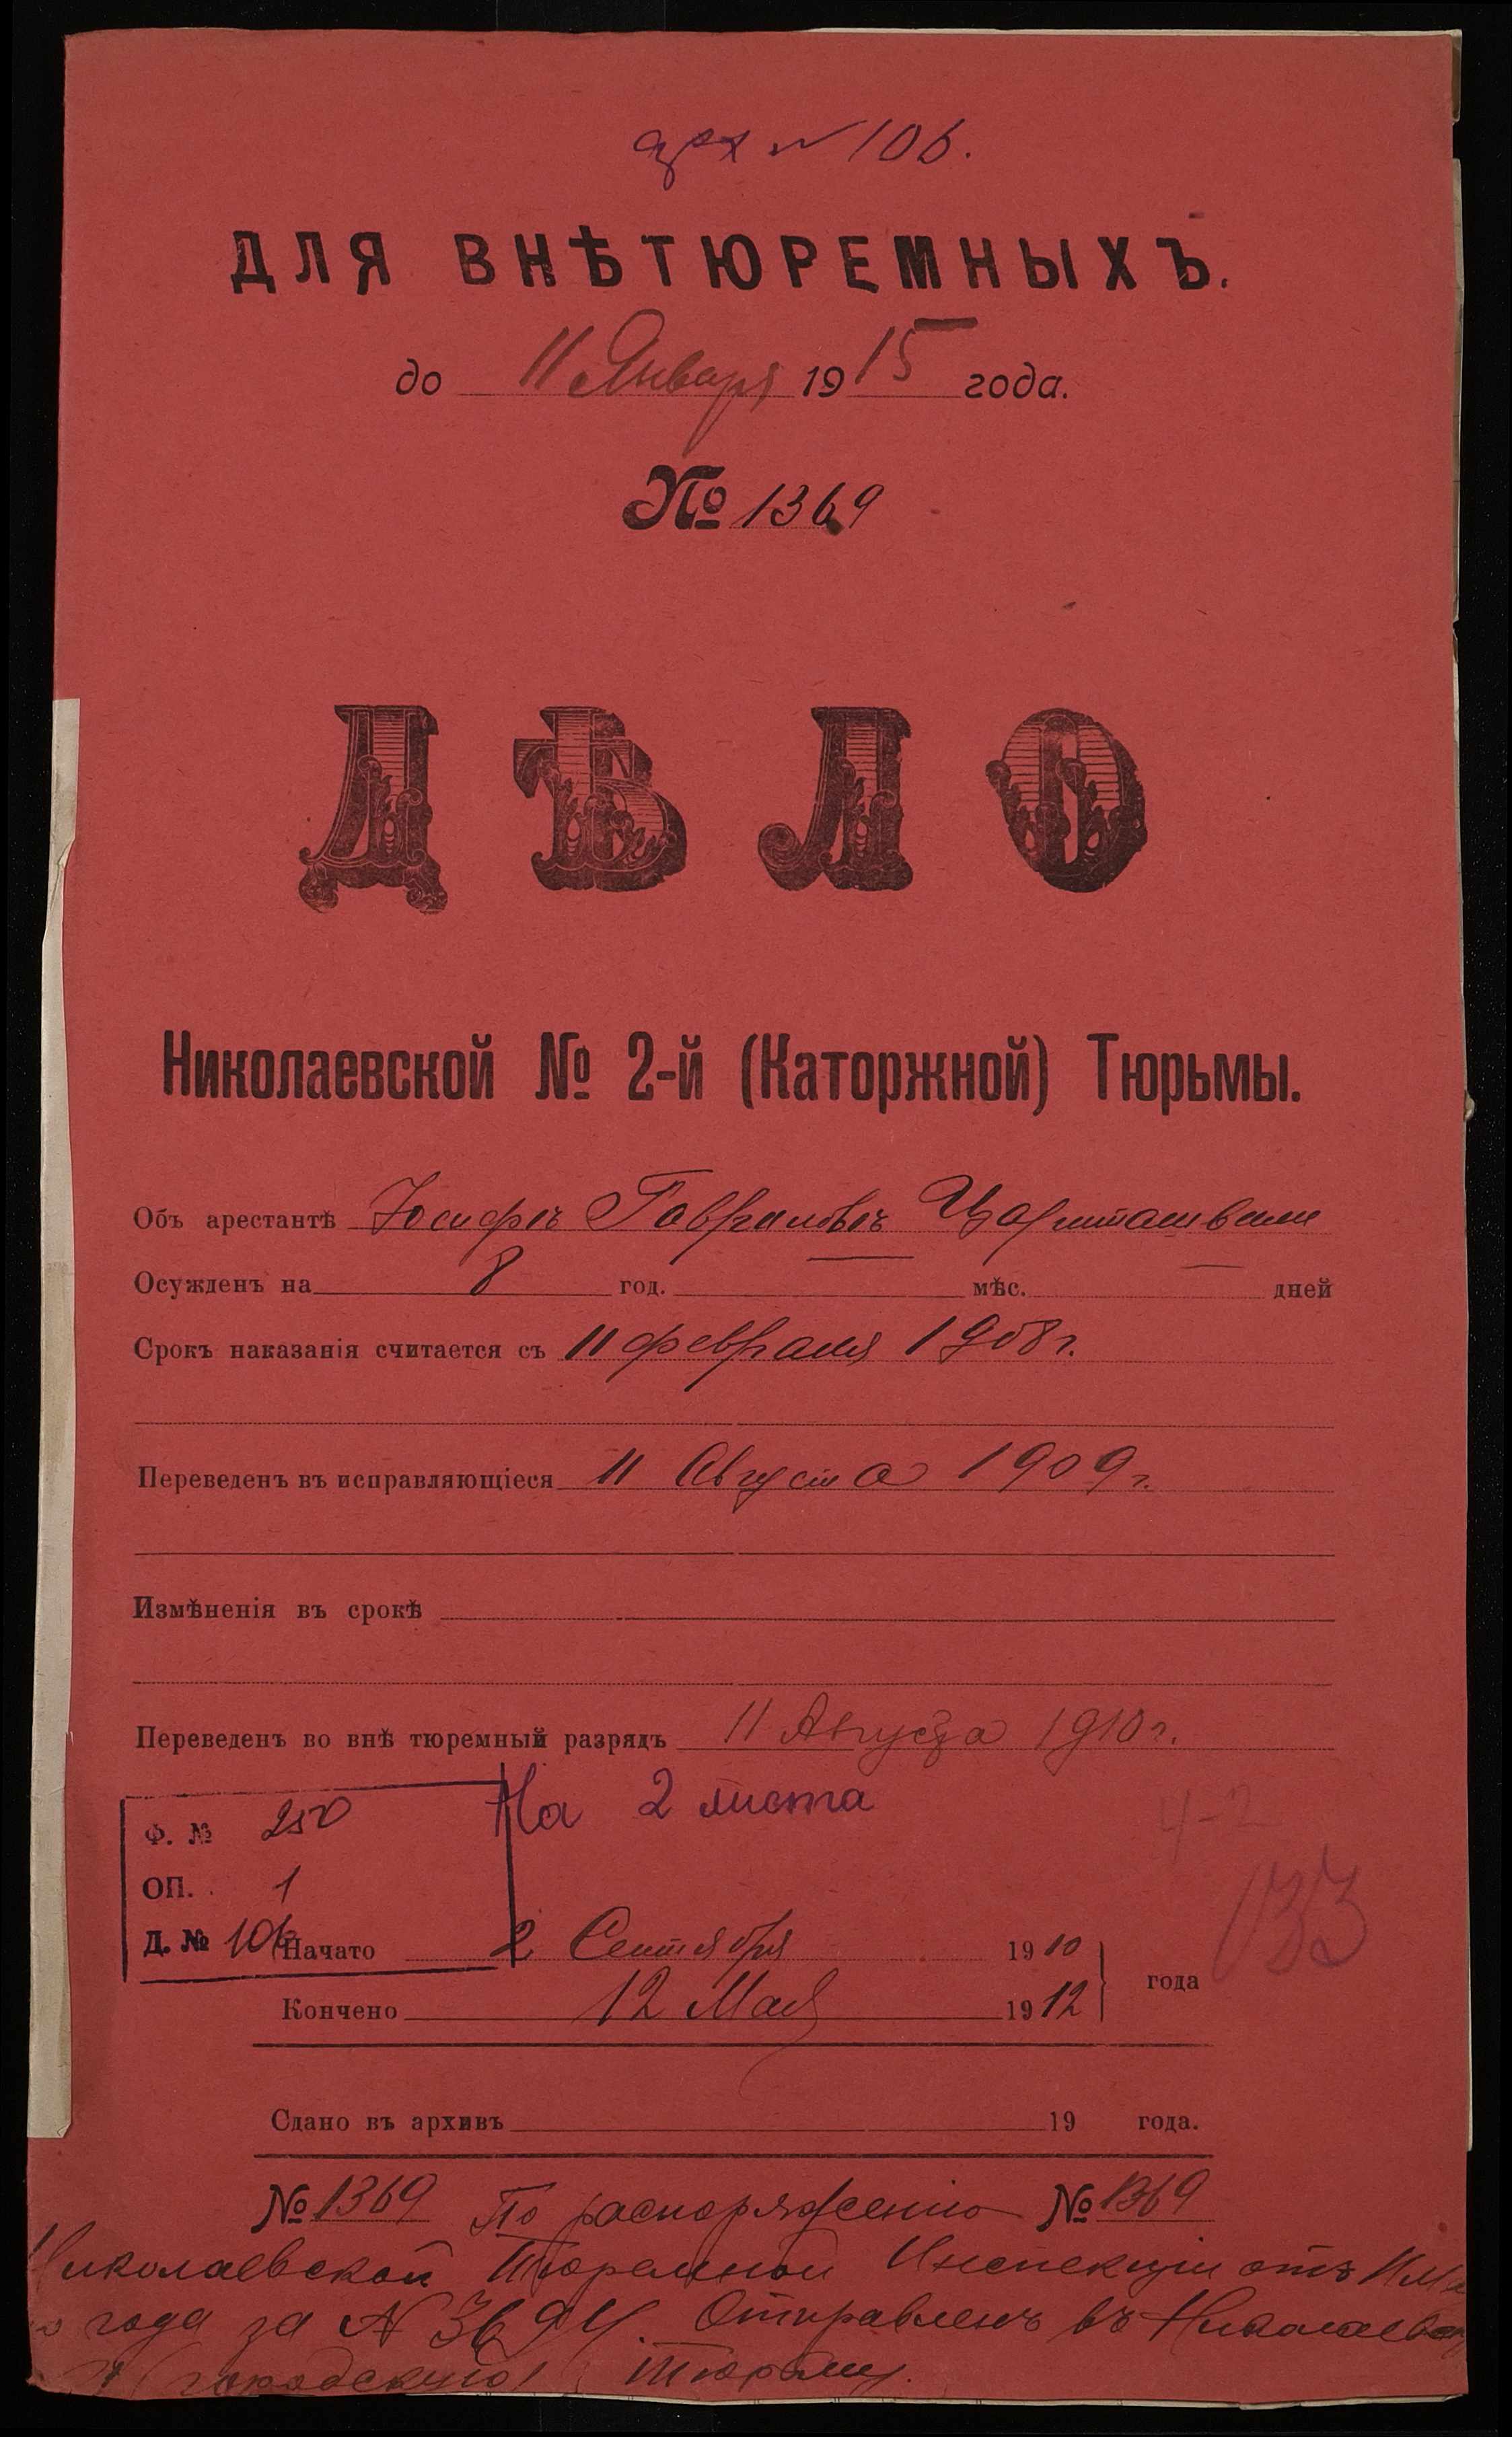 арх № 106.
ДЛЯ ВНѢТЮРЕМНЫХЪ.
до 11 Января 1915 года.
№ 1369
ДѢЛО
Николаевской № 2-й (Каторжной) Тюрьмы.
Объ арестантѣ Іосифѣ Гавриловѣ Цариташвили
Осужденъ на 8 год. — мѣс. — дней
Срокъ наказанія считается съ 11 февраля 1908 г.
Переведенъ въ исправляющіеся 11 Августа 1909 г.
Измѣненія въ срокѣ
Переведенъ во внѣ тюремный разрядъ 11 Августа 1910 г.
На 2 листа
Ф. № 250
ОП. 1
Д. № 106
4-2
133
Начато 2 Сентября 1910
года
Кончено 12 Мая 1912
Сдано въ архивъ 19 года.
№ 1369 По распоряженію № 1369
Николаевской Тюремной Инспекціи отъ 11 Ма
года за № 3694. Отправленъ въ Николаевск
(городскую) Тюрьму.